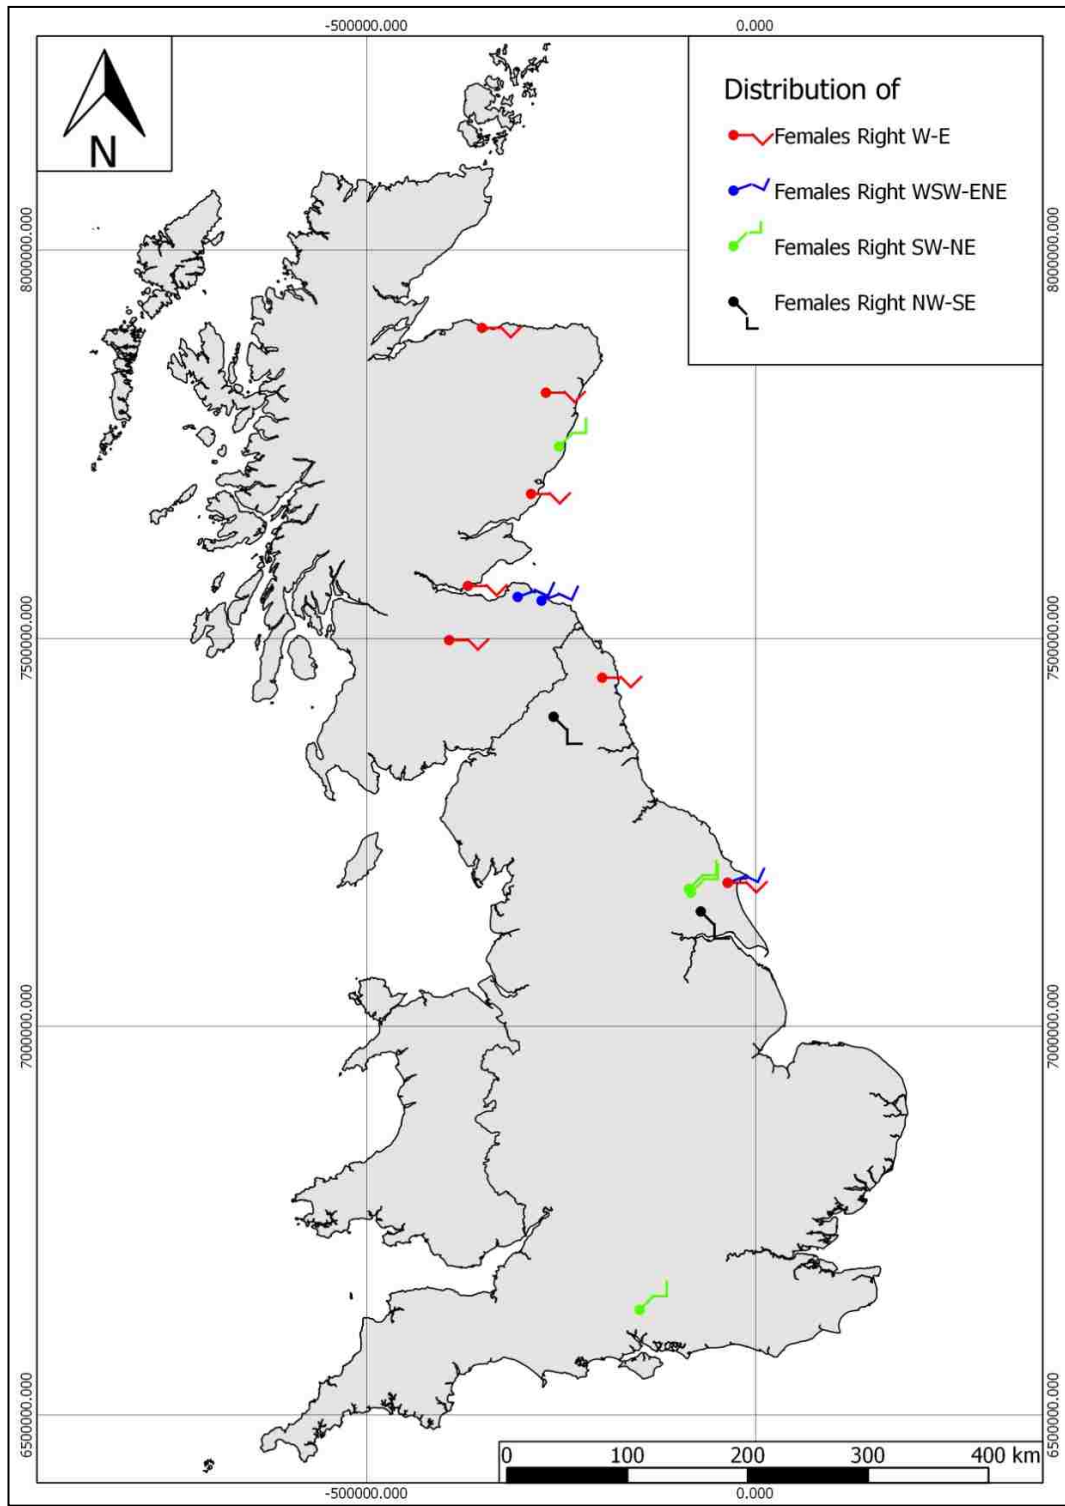 -500000.000 0.000
N
Distribution of
Females Right W-E
Females Right WSW-ENE
Females Right SW-NE
Females Right NW-SE
8000000.000 8000000.000
7500000.000 7500000.000
7000000.000 7000000.000
6500000.000 6500000.000
0 100 200 300 400 km
-500000.000 0.000